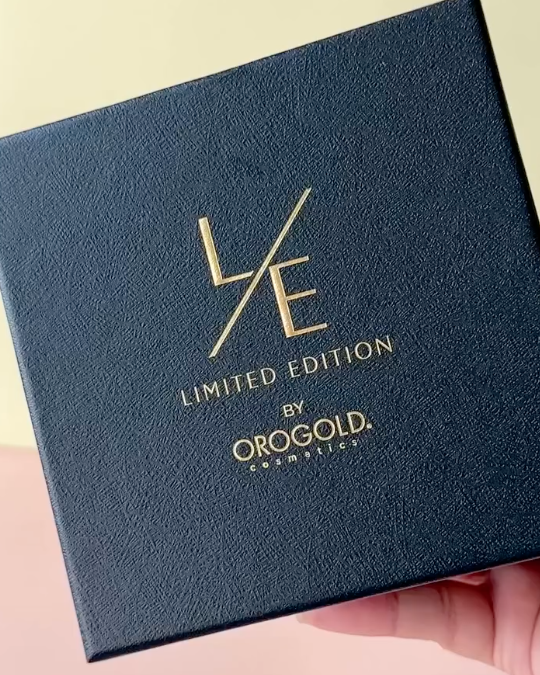 L/E
LIMITED EDITION
BY
OROGOLD®
cosmetics